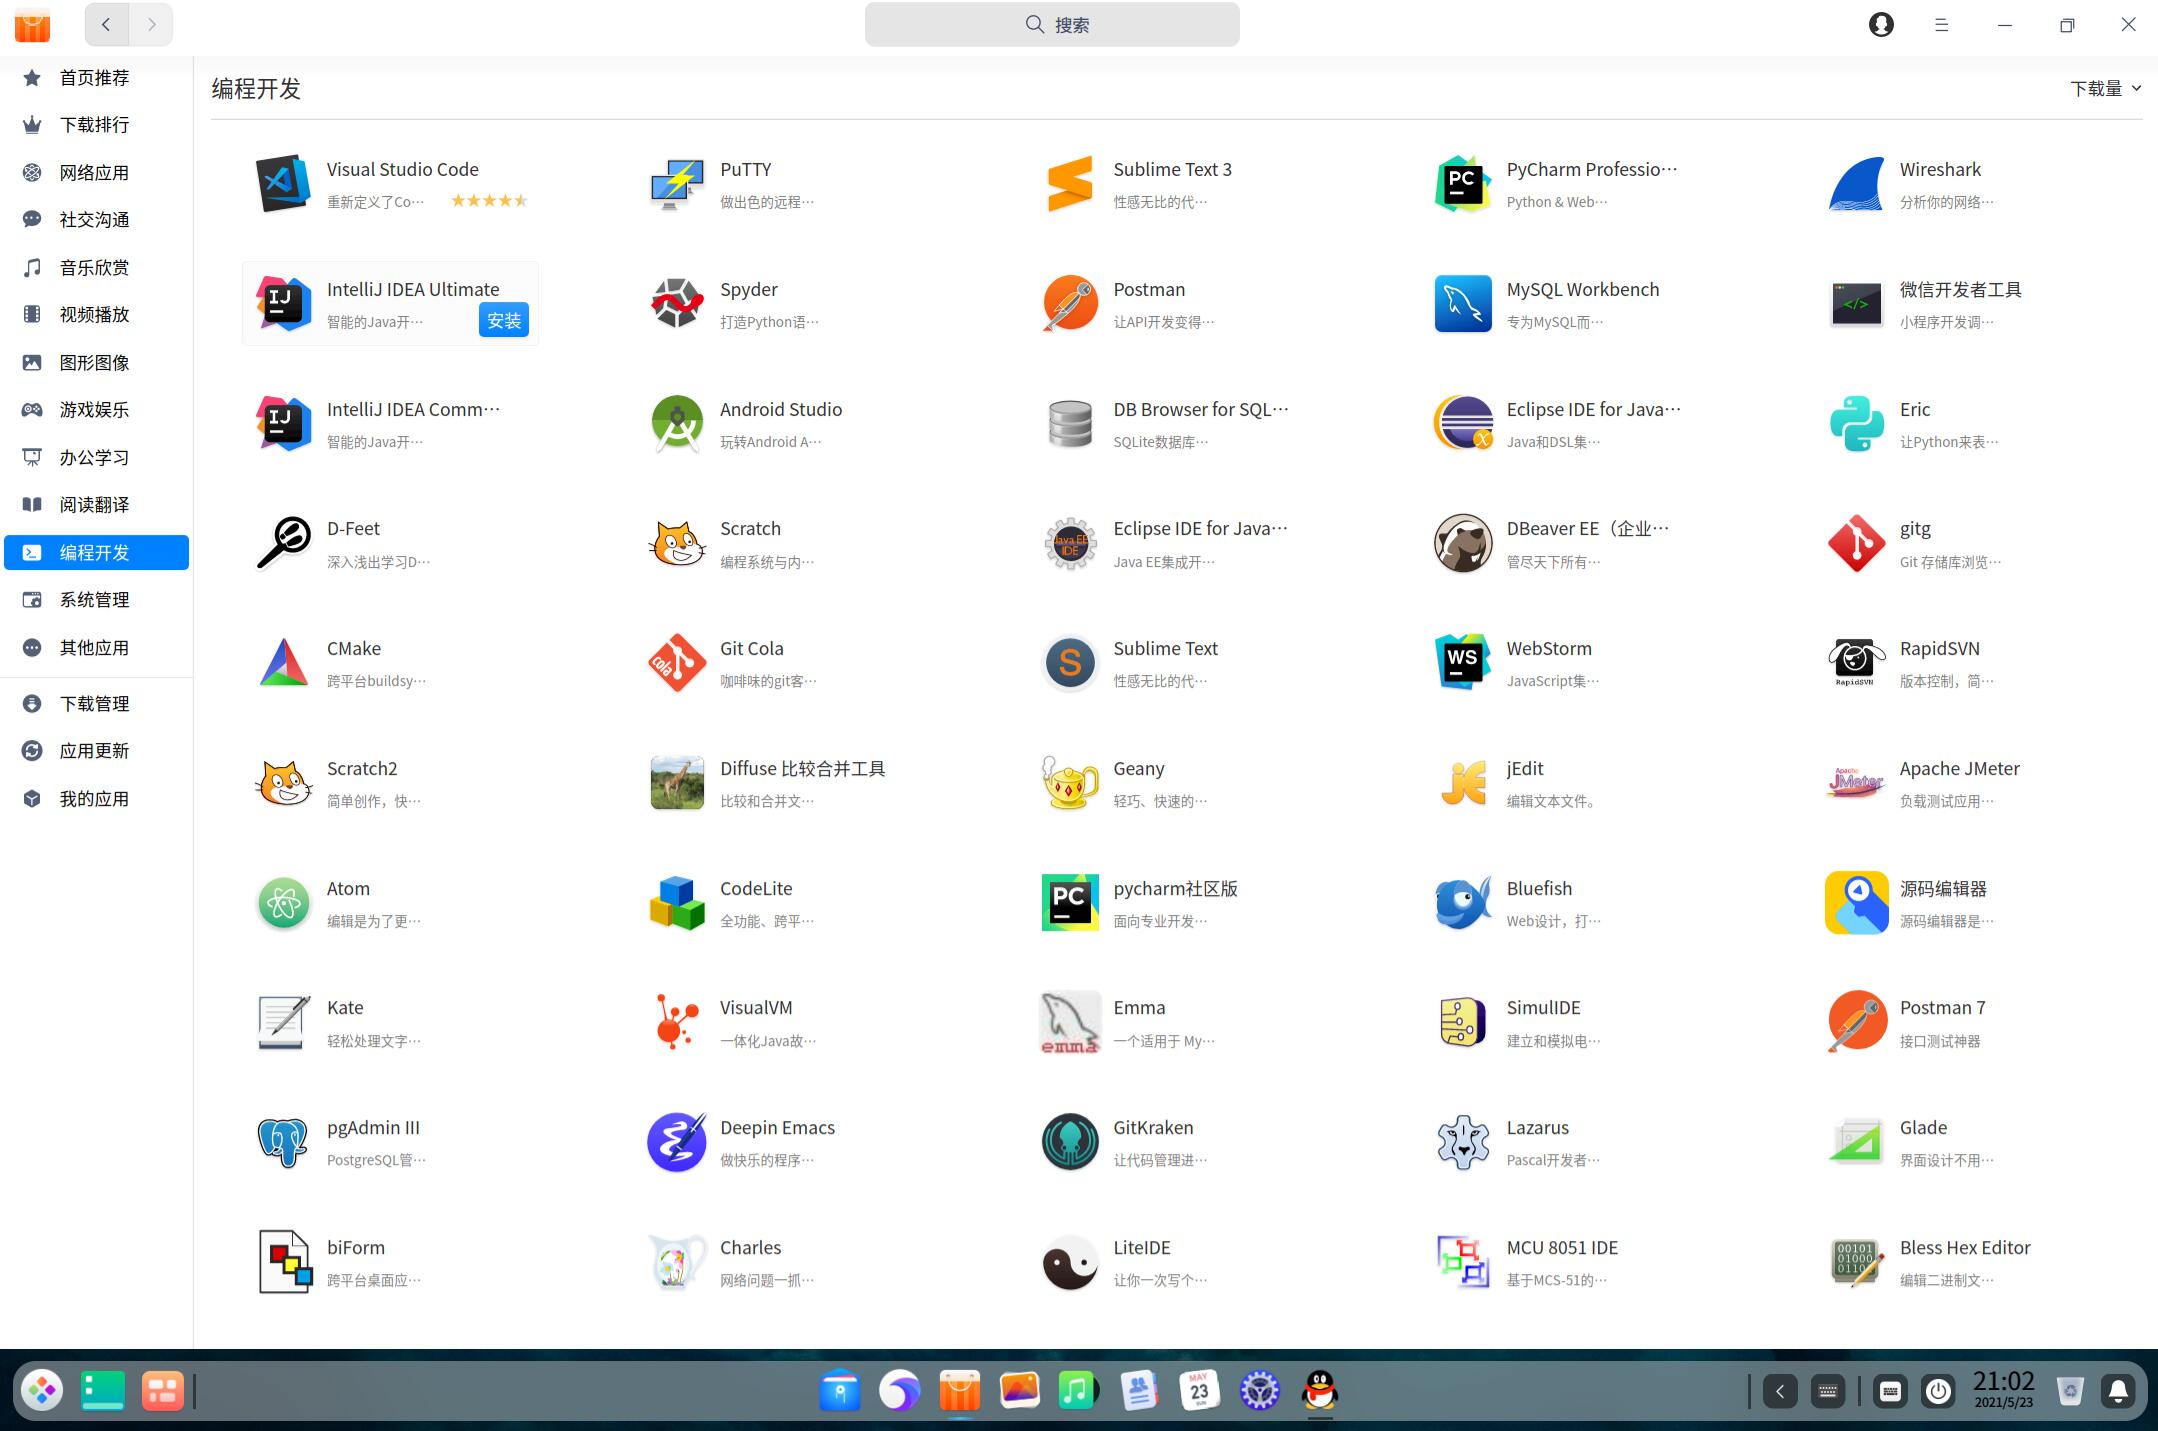 搜索
首页推荐
下载排行
网络应用
社交沟通
音乐欣赏
视频播放
图形图像
游戏娱乐
办公学习
阅读翻译
编程开发
系统管理
其他应用
下载管理
应用更新
我的应用
编程开发
下载量
Visual Studio Code
重新定义了Co…
PuTTY
做出色的远程…
Sublime Text 3
性感无比的代…
PC
PyCharm Professio…
Python & Web…
Wireshark
分析你的网络…
IJ
IntelliJ IDEA Ultimate
智能的Java开…
安装
Spyder
打造Python语…
Postman
让API开发变得…
MySQL Workbench
专为MySQL而…
</>
微信开发者工具
小程序开发调…
IJ
IntelliJ IDEA Comm…
智能的Java开…
Android Studio
玩转Android A…
DB Browser for SQL…
SQLite数据库…
Eclipse IDE for Java…
Java和DSL集…
Eric
让Python来表…
D-Feet
深入浅出学习D…
Scratch
编程系统与内…
Java EE
IDE
Eclipse IDE for Java…
Java EE集成开…
DBeaver EE（企业…
管尽天下所有…
gitg
Git 存储库浏览…
CMake
跨平台buildsy…
cola
Git Cola
咖啡味的git客…
S
Sublime Text
性感无比的代…
WS
WebStorm
JavaScript集…
RapidSVN
RapidSVN
版本控制，简…
Scratch2
简单创作，快…
Diffuse 比较合并工具
比较和合并文…
Geany
轻巧、快速的…
jE
jEdit
编辑文本文件。
Apache
JMeter
Apache JMeter
负载测试应用…
Atom
编辑是为了更…
CodeLite
全功能、跨平…
PC
pycharm社区版
面向专业开发…
Bluefish
Web设计，打…
源码编辑器
源码编辑器是…
Kate
轻松处理文字…
VisualVM
一体化Java故…
emma
Emma
一个适用于 My…
SimulIDE
建立和模拟电…
Postman 7
接口测试神器
pgAdmin III
PostgreSQL管…
Deepin Emacs
做快乐的程序…
GitKraken
让代码管理进…
Lazarus
Pascal开发者…
Glade
界面设计不用…
biForm
跨平台桌面应…
Charles
网络问题一抓…
LiteIDE
让你一次写个…
MCU 8051 IDE
基于MCS-51的…
00101
01000
0110
Bless Hex Editor
编辑二进制文…
MAY
23
SUN
21:02
2021/5/23